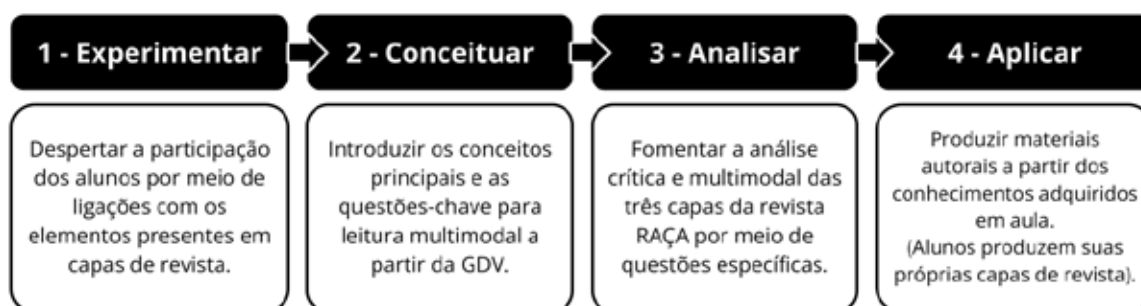 1 - Experimentar
2 - Conceituar
3 - Analisar
4 - Aplicar
Despertar a participação
dos alunos por meio de
ligações com os
elementos presentes em
capas de revista.
Introduzir os conceitos
principais e as
questões-chave para
leitura multimodal a
partir da GDV.
Fomentar a análise
crítica e multimodal das
três capas da revista
RAÇA por meio de
questões específicas.
Produzir materiais
autorais a partir dos
conhecimentos adquiridos
em aula.
(Alunos produzem suas
próprias capas de revista).